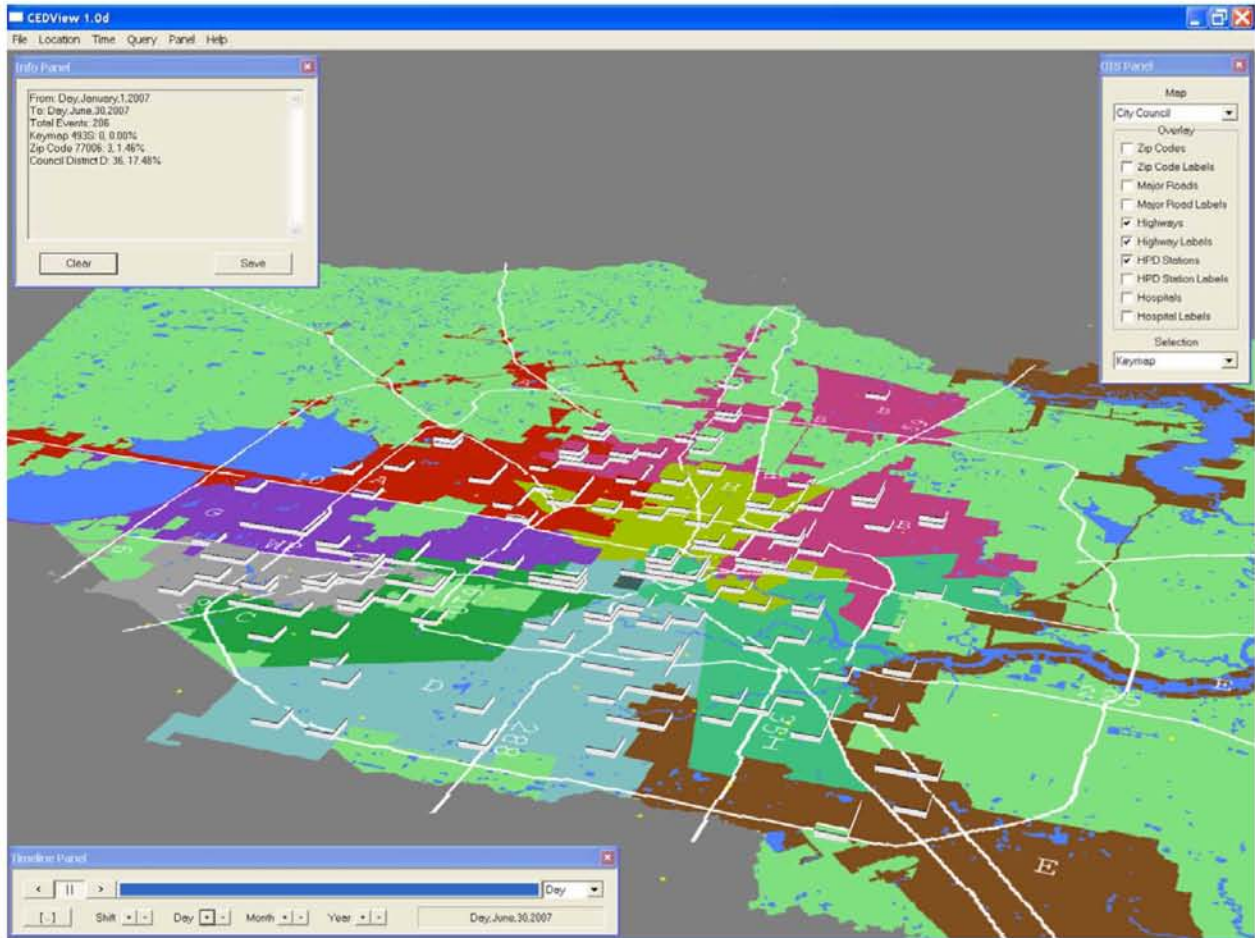 CEDView 1.0d
File Location Time Query Panel Help
Info Panel
From: Day,January,1,2007
To: Day,June,30,2007
Total Events: 206
Keymap 493S: 0, 0.00%
Zip Code 77006: 3, 1.46%
Council District D: 36, 17.48%
Clear Save
GIS Panel
Map
City Council
Overlay
Zip Codes
Zip Code Labels
Major Roads
Major Road Labels
Highways
Highway Labels
HPD Stations
HPD Station Labels
Hospitals
Hospital Labels
Selection
Keymap
B
A
H
G
B
C
D
288
35H
E
E
Timeline Panel
< || > Day
[..] Shift + - Day + - Month + - Year + - Day,June,30,2007